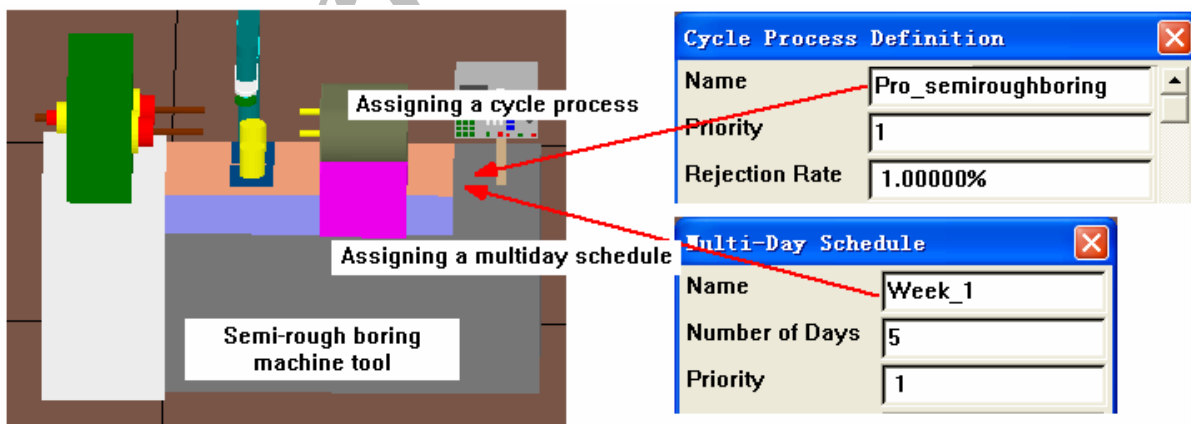 Cycle Process Definition
Name
Pro_semiroughboring
Priority
1
Rejection Rate
1.00000%
Assigning a cycle process
Multi-Day Schedule
Name
Week_1
Number of Days
5
Priority
1
Assigning a multiday schedule
Semi-rough boring
machine tool